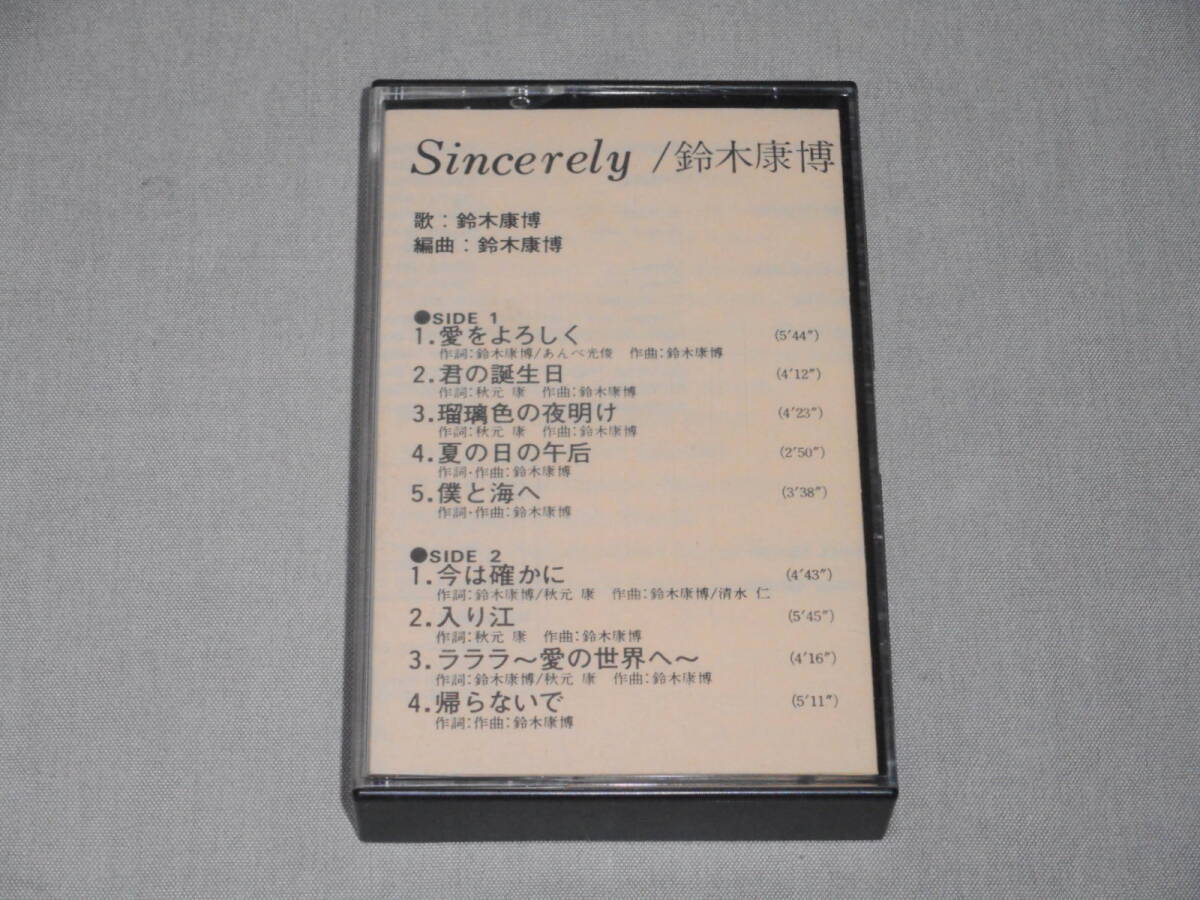 Sincerely /鈴木康博
歌：鈴木康博
編曲：鈴木康博
●SIDE 1
1.愛をよろしく (5′44″)
作詞：鈴木康博/あんべ光俊 作曲：鈴木康博
2.君の誕生日 (4′12″)
作詞：秋元 康 作曲：鈴木康博
3.瑠璃色の夜明け (4′23″)
作詞：秋元 康 作曲：鈴木康博
4.夏の日の午后 (2′50″)
作詞・作曲：鈴木康博
5.僕と海へ (3′38″)
作詞・作曲：鈴木康博
●SIDE 2
1.今は確かに (4′43″)
作詞：鈴木康博/秋元 康 作曲：鈴木康博/清水 仁
2.入り江 (5′45″)
作詞：秋元 康 作曲：鈴木康博
3.ラララ〜愛の世界へ〜 (4′16″)
作詞：鈴木康博/秋元 康 作曲：鈴木康博
4.帰らないで (5′11″)
作詞：作曲：鈴木康博